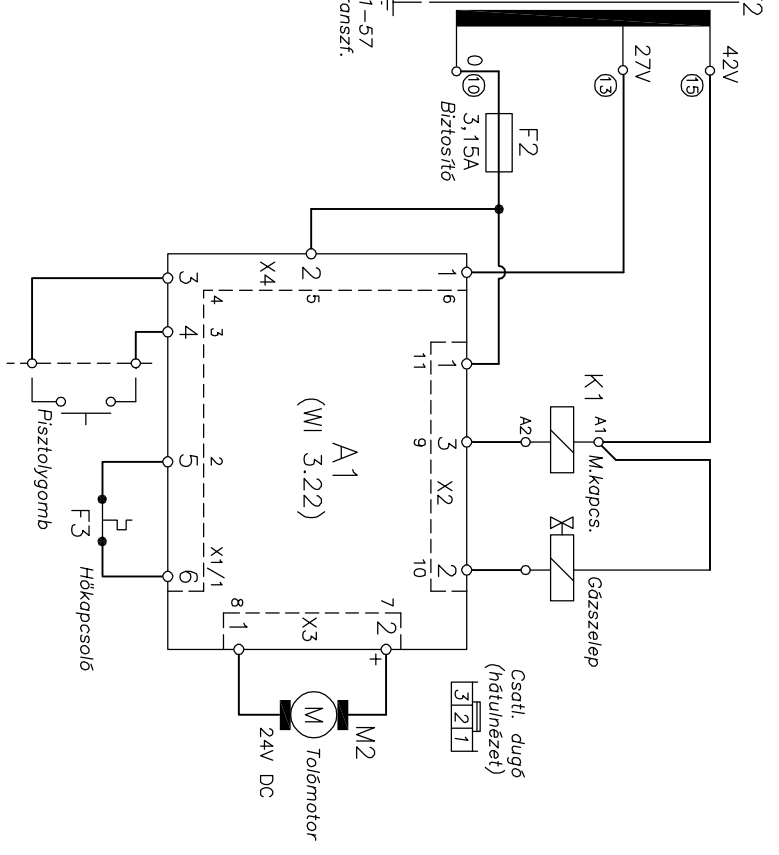 T2
42V
15
27V
13
0
10
F2
3,15A
Biztosító
1-57
ranszf.
K1
A1
A2
M.kapcs.
Gázszelep
Csatl. dugó
(hátulnézet)
3 2 1
1
2
X4
6
5
4
3
3
4
5
2
6
X1/1
1
11
3
9
X2
2
10
A1
(WI 3.22)
7
2
X3
8
1
+
M
M2
Tolómotor
24V DC
Pisztolygomb
F3
Hőkapcsoló